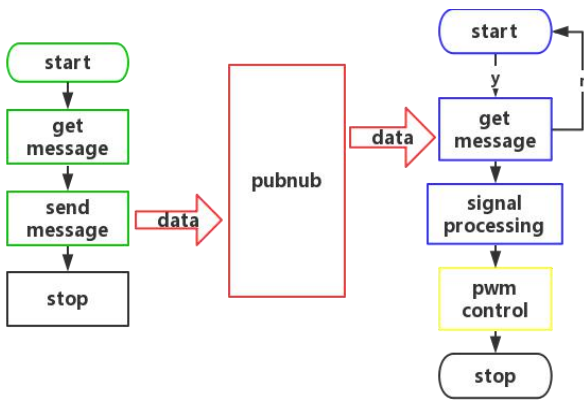 start
get
message
send
message
data
stop
pubnub
data
start
y
get
message
signal
processing
pwm
control
stop